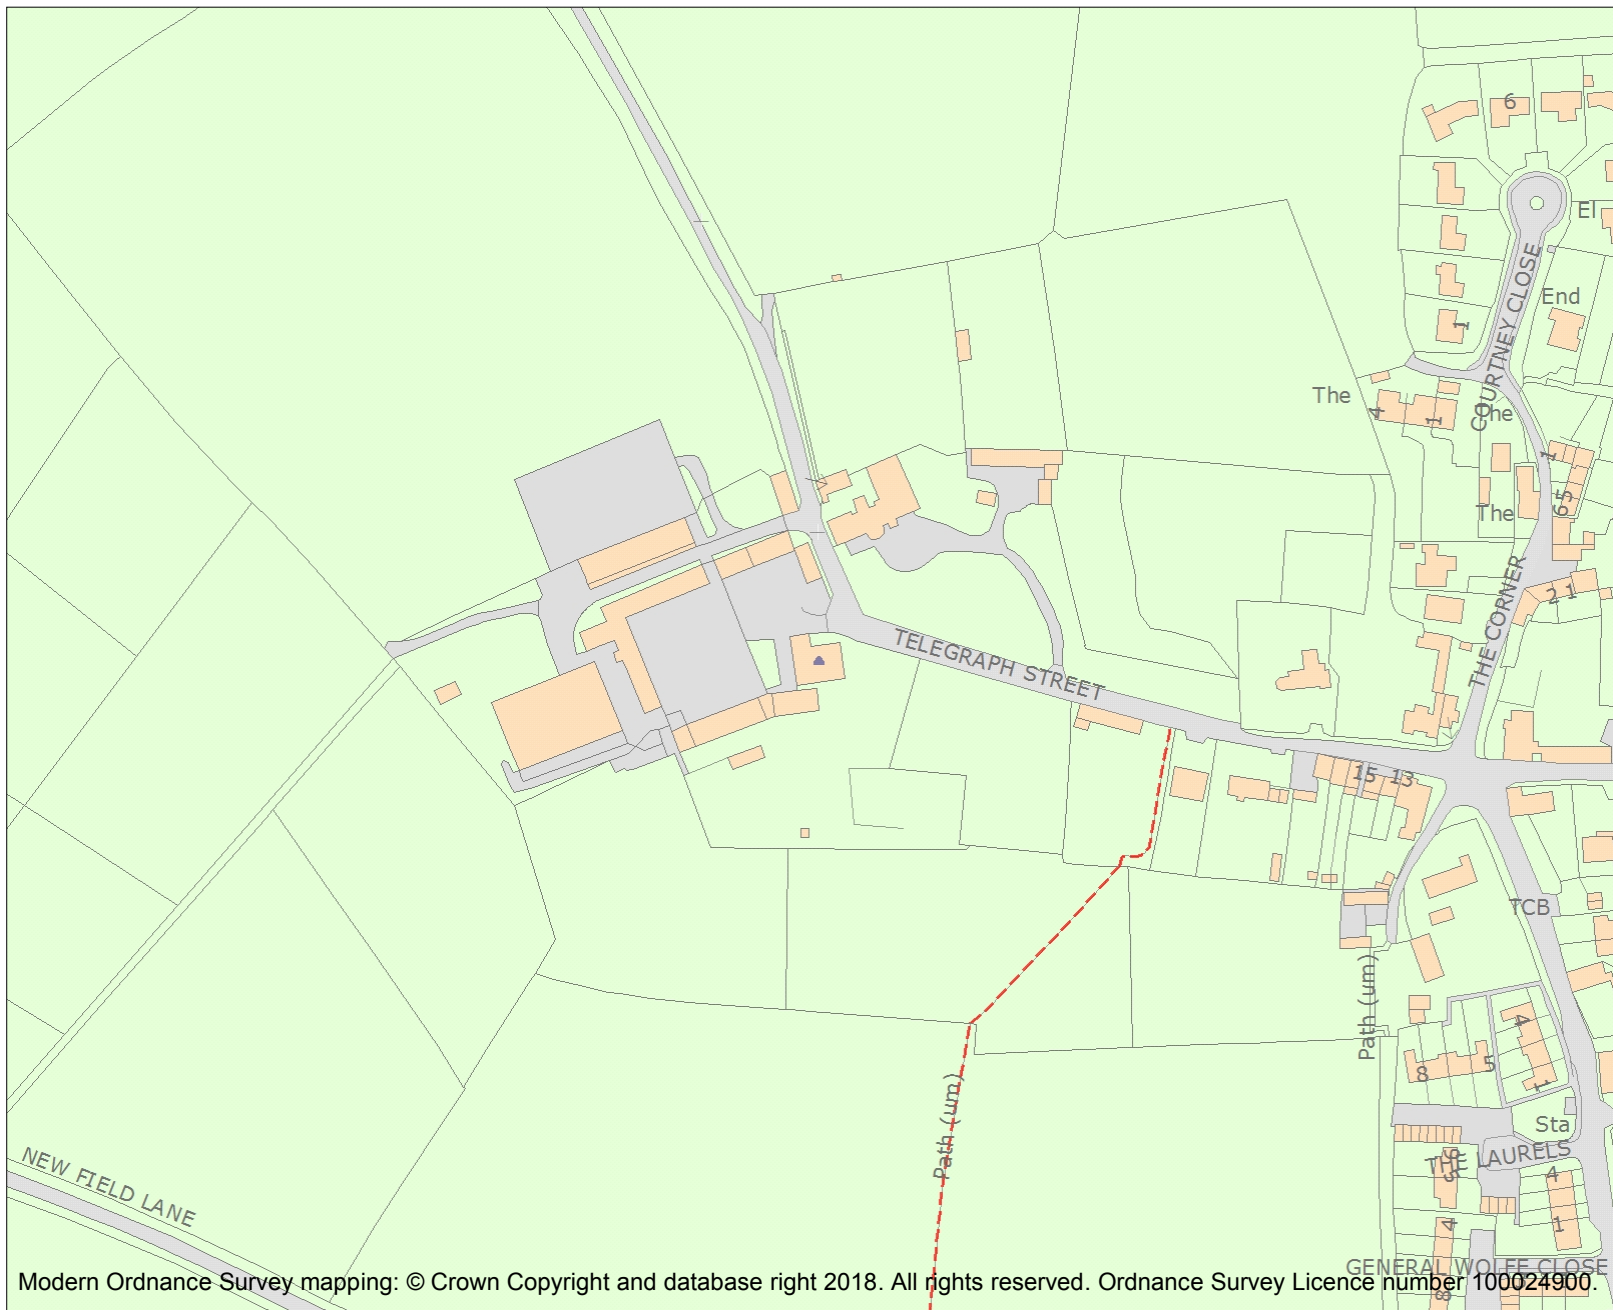 6
El
COURTNEY CLOSE
End
1
The
4
1
The
1
The
6 5
THE CORNER
2 1
TELEGRAPH STREET
15 13
TCB
Path (um)
4
5
8
1
Path (um)
Sta
THE LAURELS
NEW FIELD LANE
4
4
1
GENERAL WOLFE CLOSE
8
Modern Ordnance Survey mapping: © Crown Copyright and database right 2018. All rights reserved. Ordnance Survey Licence number 100024900.